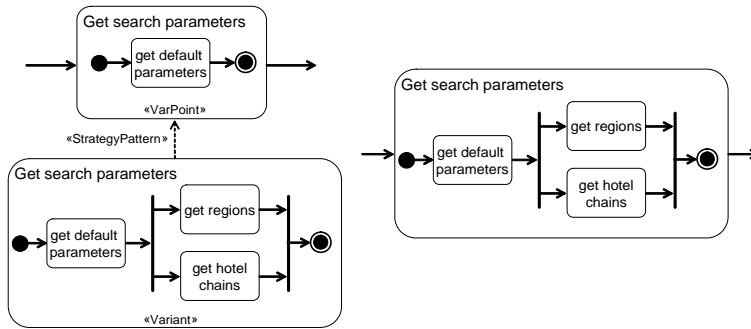 Get search parameters
get default
parameters
«VarPoint»
«StrategyPattern»
Get search parameters
get default
parameters
get regions
get hotel
chains
«Variant»
Get search parameters
get default
parameters
get regions
get hotel
chains